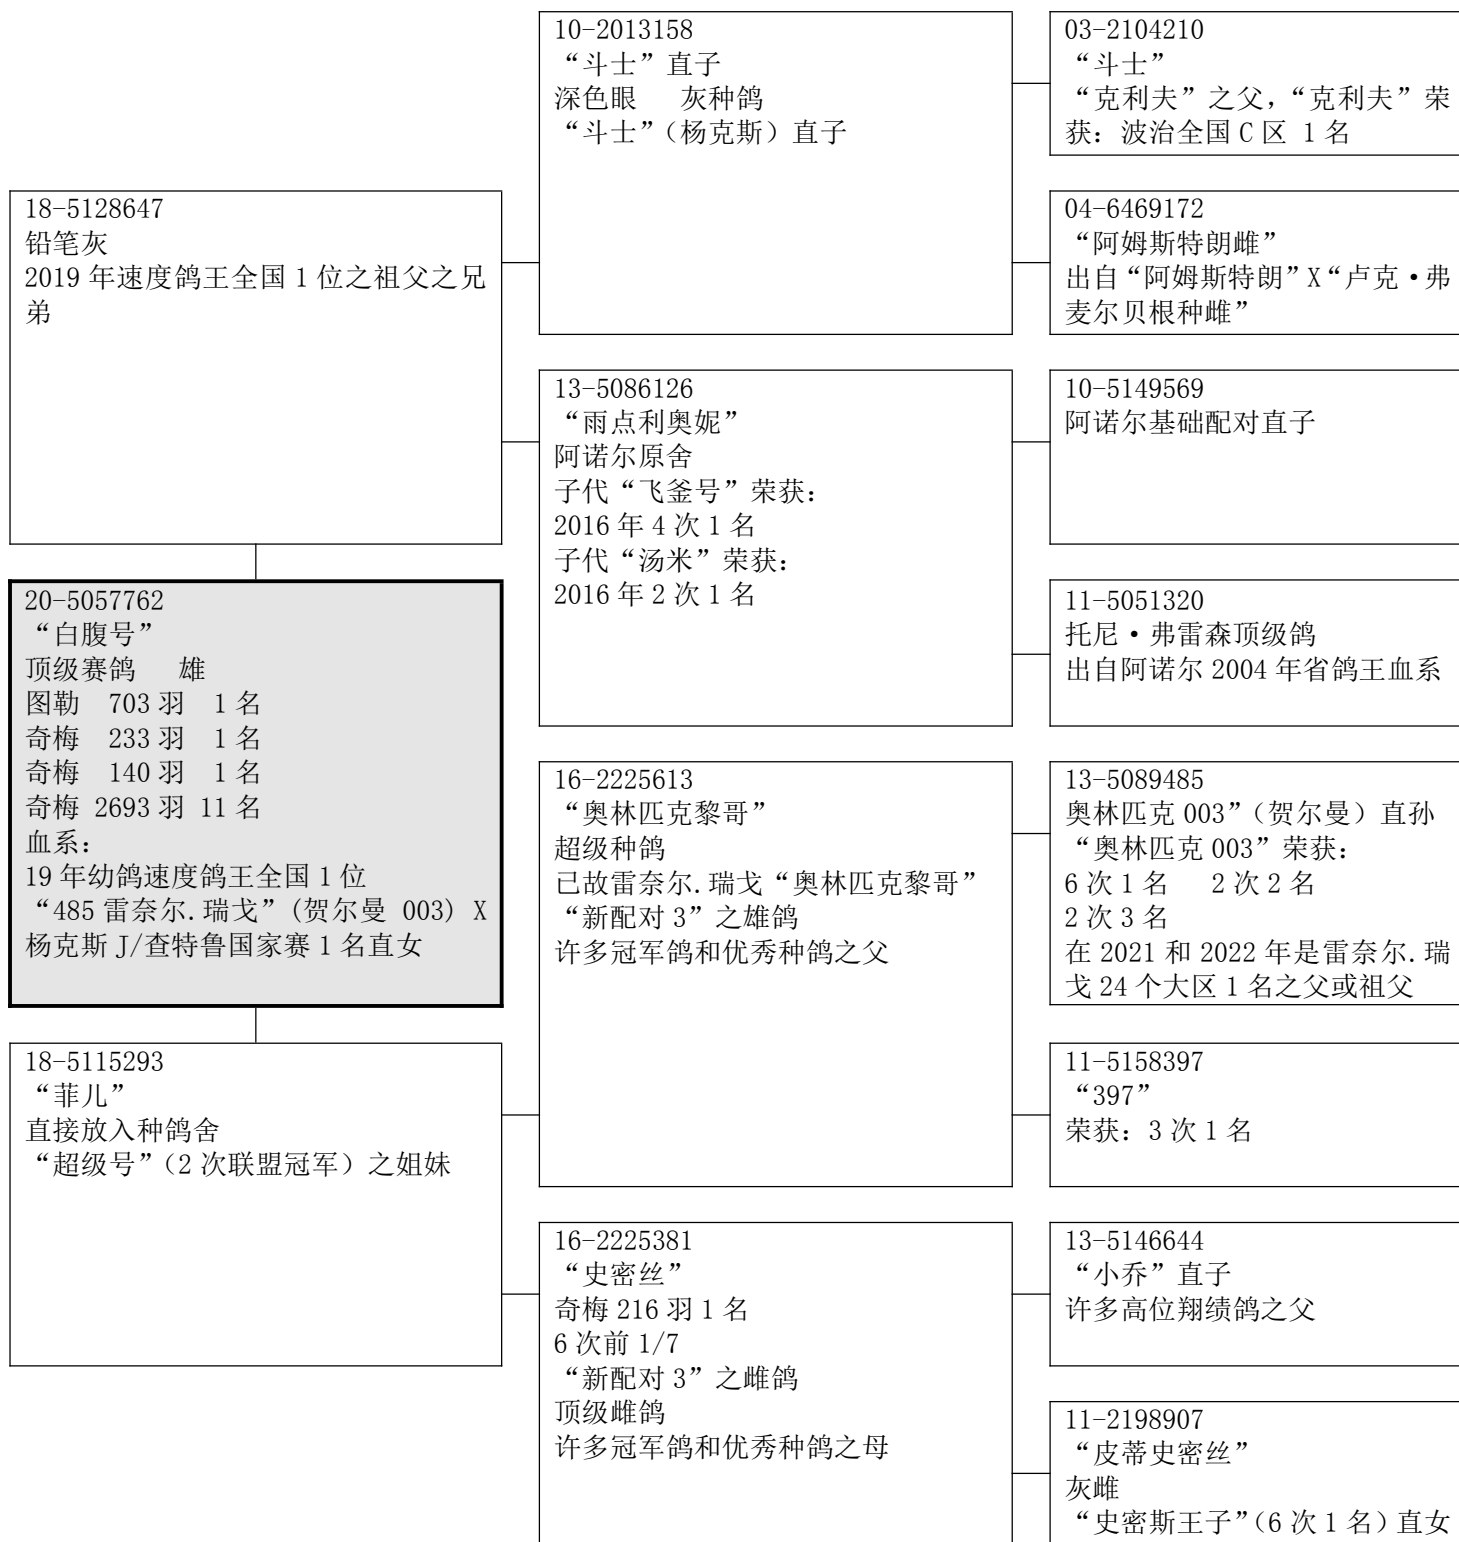 18-5128647
铅笔灰
2019年速度鸽王全国1位之祖父之兄
弟
20-5057762
“白腹号”
顶级赛鸽 雄
图勒 703羽 1名
奇梅 233羽 1名
奇梅 140羽 1名
奇梅 2693羽 11名
血系：
19年幼鸽速度鸽王全国1位
“485雷奈尔.瑞戈”(贺尔曼 003) X
杨克斯J/查特鲁国家赛1名直女
18-5115293
“菲儿”
直接放入种鸽舍
“超级号”（2次联盟冠军）之姐妹
10-2013158
“斗士”直子
深色眼 灰种鸽
“斗士”（杨克斯）直子
13-5086126
“雨点利奥妮”
阿诺尔原舍
子代“飞釜号”荣获：
2016年4次1名
子代“汤米”荣获：
2016年2次1名
16-2225613
“奥林匹克黎哥”
超级种鸽
已故雷奈尔.瑞戈“奥林匹克黎哥”
“新配对3”之雄鸽
许多冠军鸽和优秀种鸽之父
16-2225381
“史密丝”
奇梅216羽1名
6次前1/7
“新配对3”之雌鸽
顶级雌鸽
许多冠军鸽和优秀种鸽之母
03-2104210
“斗士”
“克利夫”之父，“克利夫”荣
获：波治全国C区 1名
04-6469172
“阿姆斯特朗雌”
出自“阿姆斯特朗”X“卢克·弗
麦尔贝根种雌”
10-5149569
阿诺尔基础配对直子
11-5051320
托尼·弗雷森顶级鸽
出自阿诺尔2004年省鸽王血系
13-5089485
奥林匹克003”（贺尔曼）直孙
“奥林匹克003”荣获：
6次1名 2次2名
2次3名
在2021和2022年是雷奈尔.瑞
戈24个大区1名之父或祖父
11-5158397
“397”
荣获：3次1名
13-5146644
“小乔”直子
许多高位翔绩鸽之父
11-2198907
“皮蒂史密丝”
灰雌
“史密斯王子”（6次1名）直女